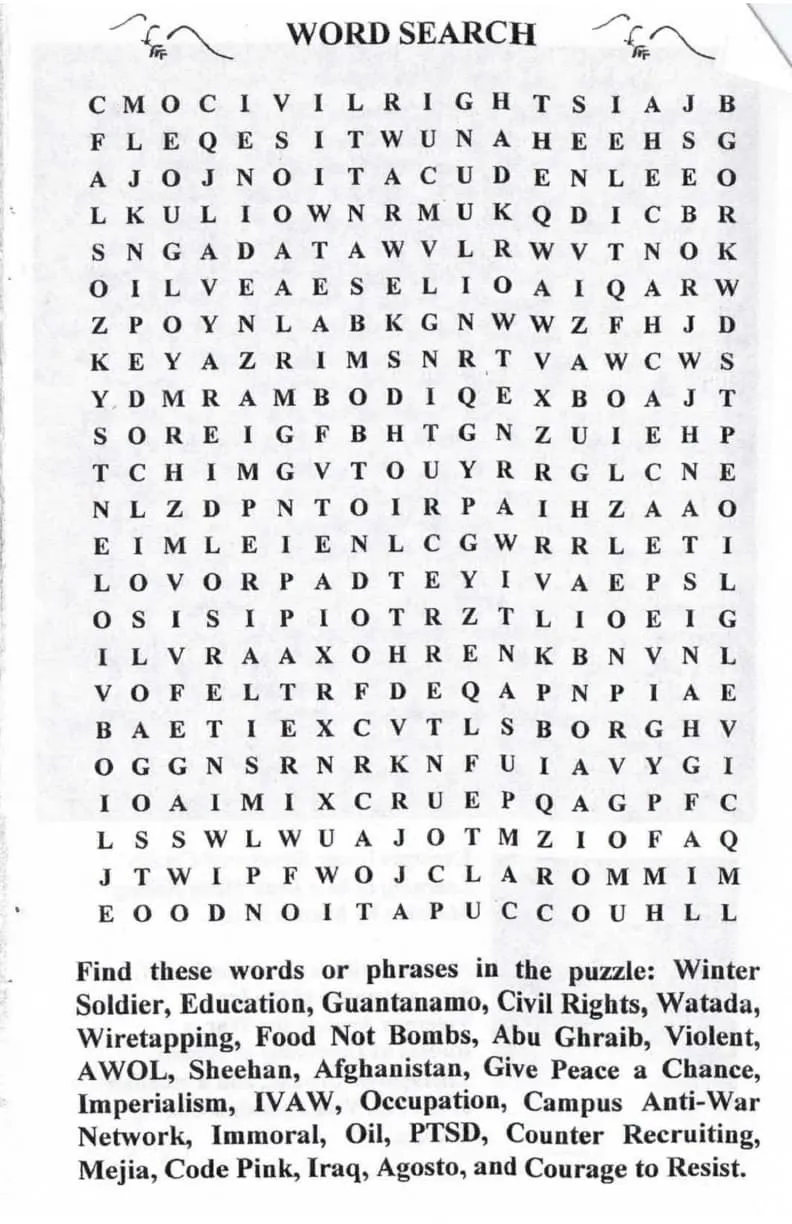 WORD SEARCH
C M O C I V I L R I G H T S I A J B
F L E Q E S I T W U N A H E E H S G
A J O J N O I T A C U D E N L E E O
L K U L I O W N R M U K Q D I C B R
S N G A D A T A W V L R W V T N O K
O I L V E A E S E L I O A I Q A R W
Z P O Y N L A B K G N W W Z F H J D
K E Y A Z R I M S N R T V A W C W S
Y D M R A M B O D I Q E X B O A J T
S O R E I G F B H T G N Z U I E H P
T C H I M G V T O U Y R R G L C N E
N L Z D P N T O I R P A I H Z A A O
E I M L E I E N L C G W R R L E T I
L O V O R P A D T E Y I V A E P S L
O S I S I P I O T R Z T L I O E I G
I L V R A A X O H R E N K B N V N L
V O F E L T R F D E Q A P N P I A E
B A E T I E X C V T L S B O R G H V
O G G N S R N R K N F U I A V Y G I
I O A I M I X C R U E P Q A G P F C
L S S W L W U A J O T M Z I O F A Q
J T W I P F W O J C L A R O M M I M
E O O D N O I T A P U C C O U H L L
Find these words or phrases in the puzzle: Winter
Soldier, Education, Guantanamo, Civil Rights, Watada,
Wiretapping, Food Not Bombs, Abu Ghraib, Violent,
AWOL, Sheehan, Afghanistan, Give Peace a Chance,
Imperialism, IVAW, Occupation, Campus Anti-War
Network, Immoral, Oil, PTSD, Counter Recruiting,
Mejia, Code Pink, Iraq, Agosto, and Courage to Resist.